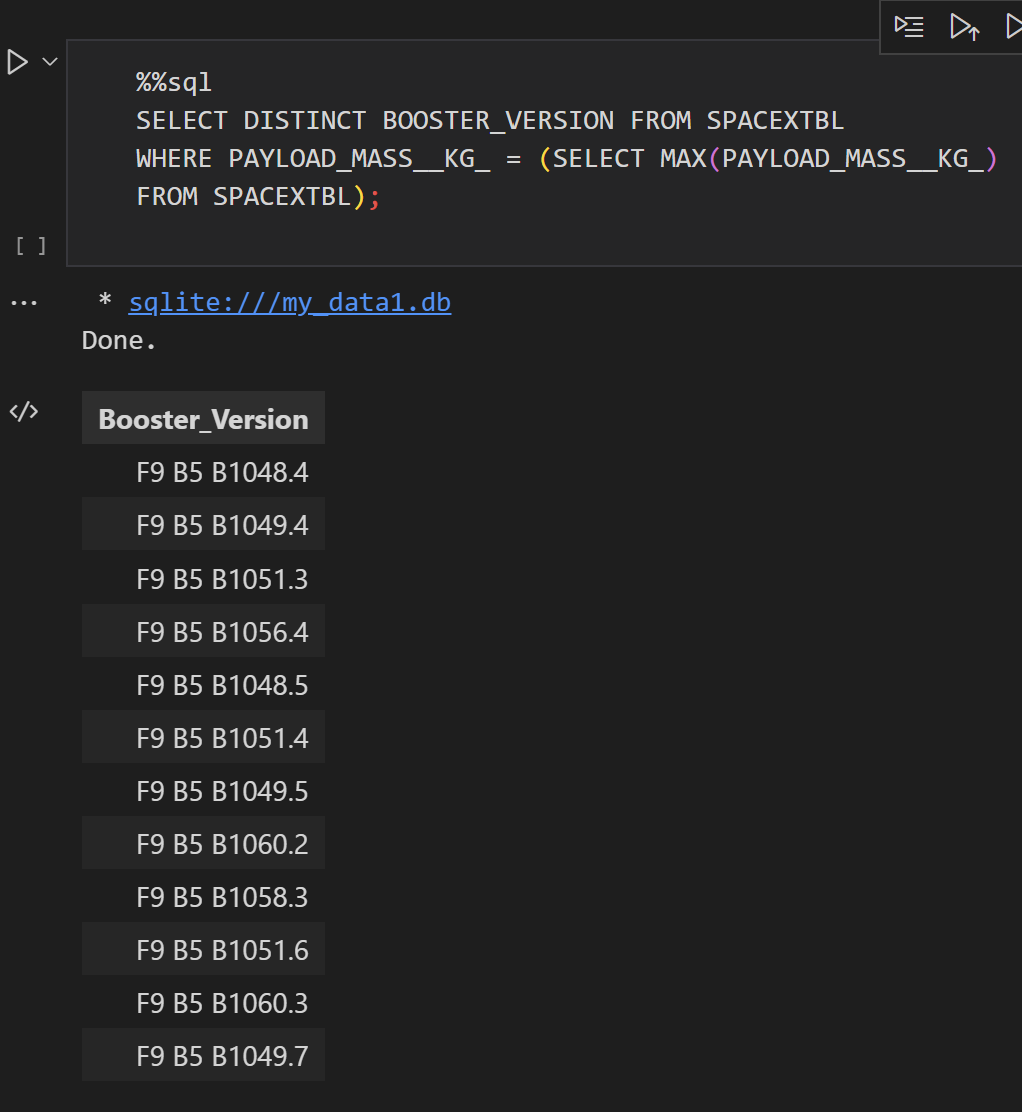 %%sql
SELECT DISTINCT BOOSTER_VERSION FROM SPACEXTBL
WHERE PAYLOAD_MASS__KG_ = (SELECT MAX(PAYLOAD_MASS__KG_)
FROM SPACEXTBL);
[ ]
* sqlite:///my_data1.db
Done.
Booster_Version
F9 B5 B1048.4
F9 B5 B1049.4
F9 B5 B1051.3
F9 B5 B1056.4
F9 B5 B1048.5
F9 B5 B1051.4
F9 B5 B1049.5
F9 B5 B1060.2
F9 B5 B1058.3
F9 B5 B1051.6
F9 B5 B1060.3
F9 B5 B1049.7